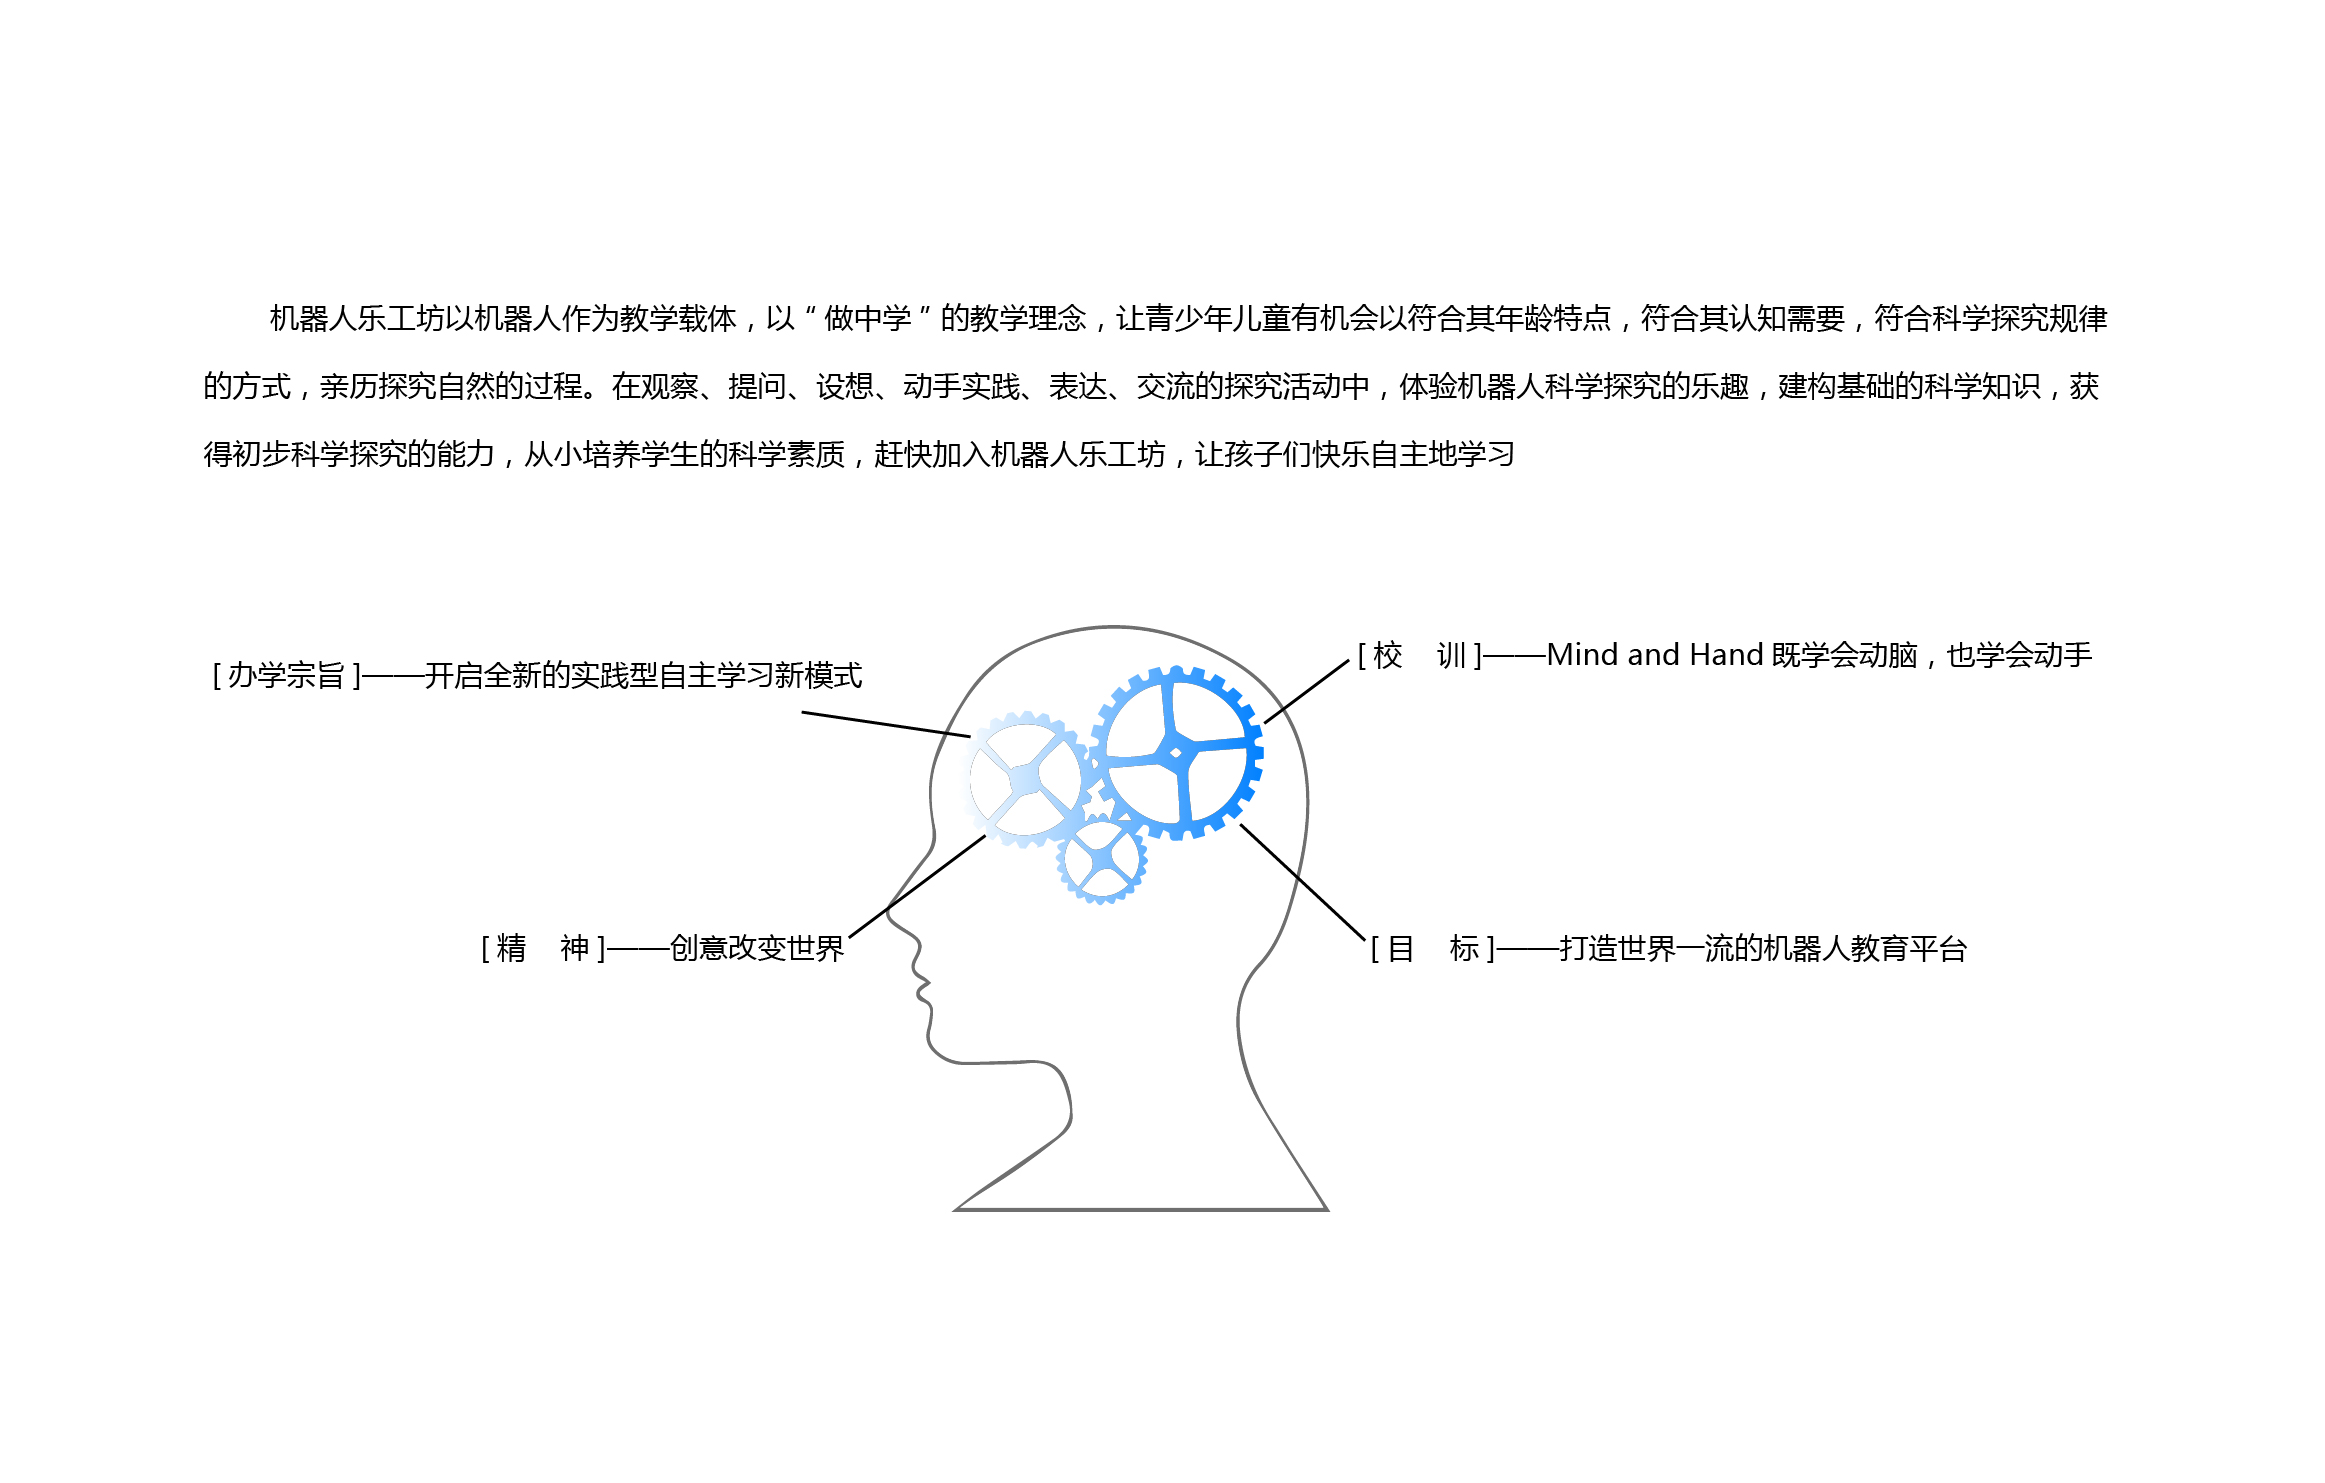 机器人乐工坊以机器人作为教学载体，以“做中学”的教学理念，让青少年儿童有机会以符合其年龄特点，符合其认知需要，符合科学探究规律
的方式，亲历探究自然的过程。在观察、提问、设想、动手实践、表达、交流的探究活动中，体验机器人科学探究的乐趣，建构基础的科学知识，获
得初步科学探究的能力，从小培养学生的科学素质，赶快加入机器人乐工坊，让孩子们快乐自主地学习
[ 办学宗旨 ]——开启全新的实践型自主学习新模式
[ 校　训 ]——Mind and Hand 既学会动脑，也学会动手
[ 精　神 ]——创意改变世界
[ 目　标 ]——打造世界一流的机器人教育平台